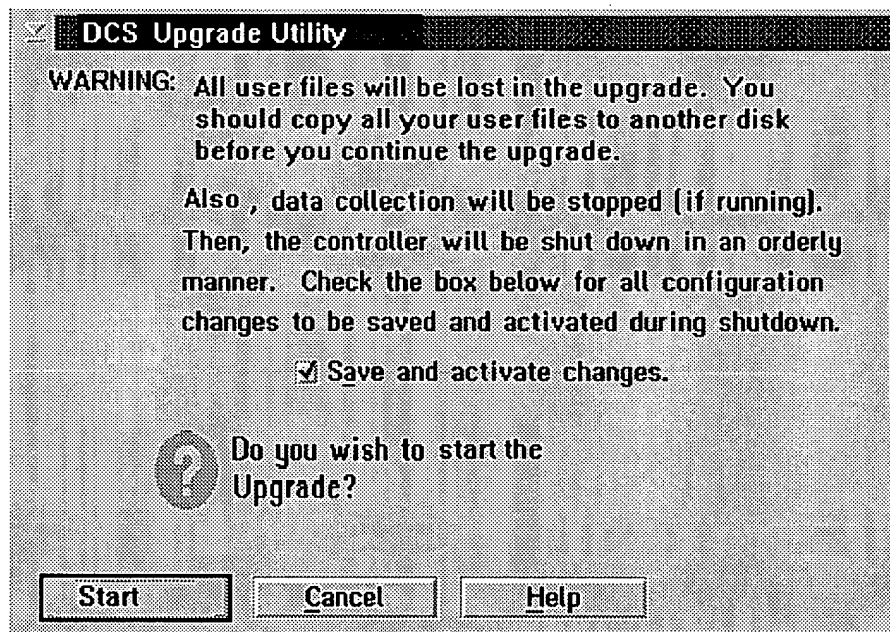 DCS Upgrade Utility
WARNING: All user files will be lost in the upgrade. You
should copy all your user files to another disk
before you continue the upgrade.
Also , data collection will be stopped (if running).
Then, the controller will be shut down in an orderly
manner. Check the box below for all configuration
changes to be saved and activated during shutdown.
Save and activate changes.
Do you wish to start the
Upgrade?
Start Cancel Help